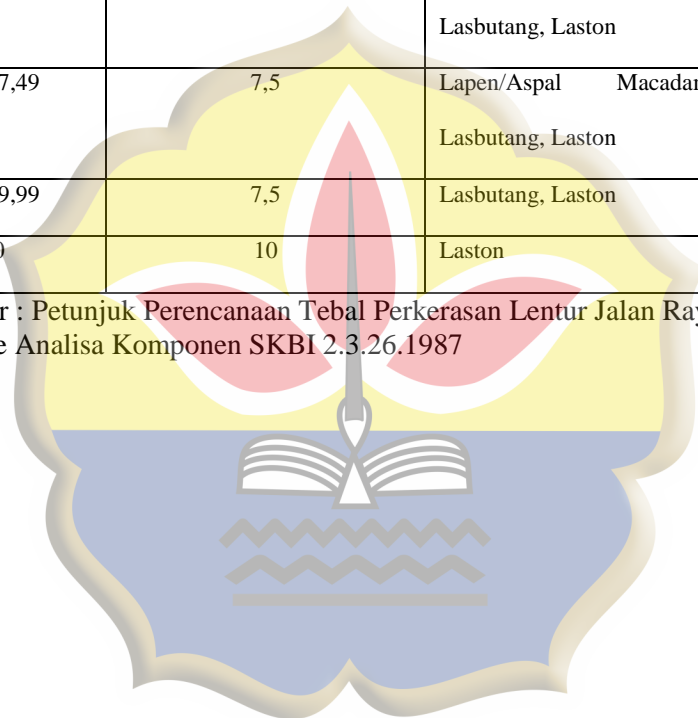 Lasbutang, Laston
7,49 7,5 Lapen/Aspal Macadar
Lasbutang, Laston
9,99 7,5 Lasbutang, Laston
10 Laston
r : Petunjuk Perencanaan Tebal Perkerasan Lentur Jalan Ray
e Analisa Komponen SKBI 2.3.26.1987